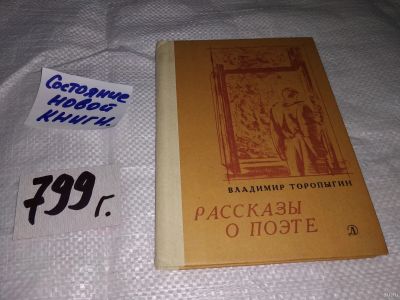 Состояние
новой
книги.
799 г.
ВЛАДИМИР ТОРОПЫГИН
РАССКАЗЫ
О ПОЭТЕ
Д